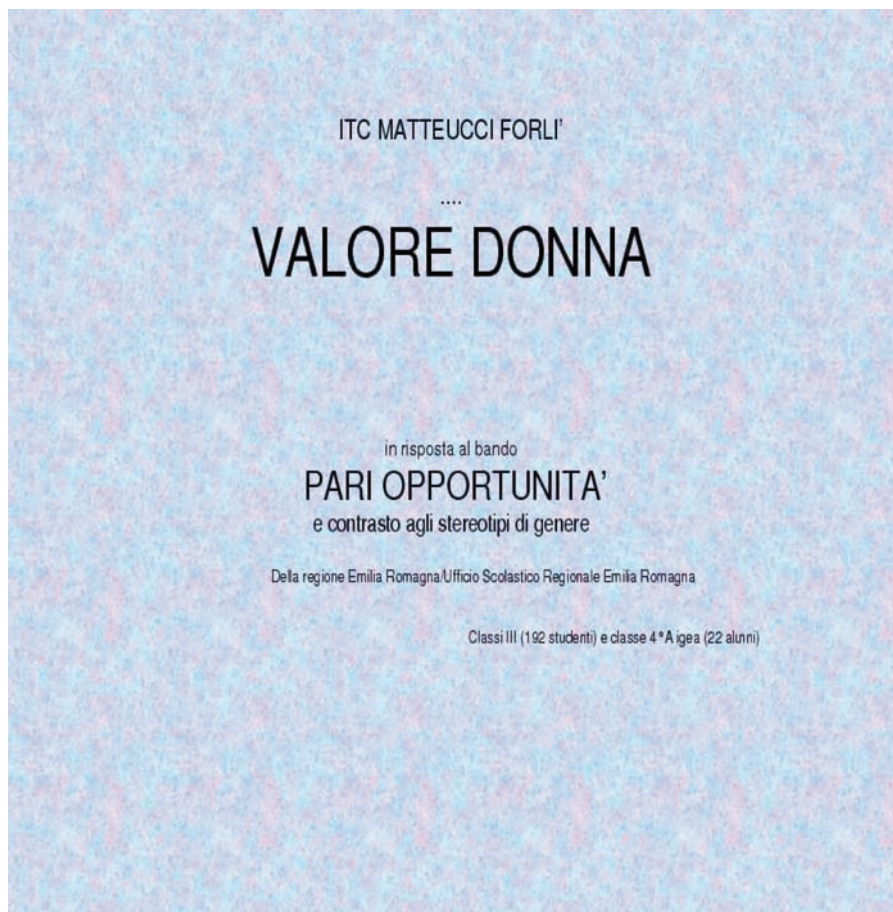 ITC MATTEUCCI FORLI'
....
VALORE DONNA
in risposta al bando
PARI OPPORTUNITA'
e contrasto agli stereotipi di genere
Della regione Emilia Romagna/Ufficio Scolastico Regionale Emilia Romagna
Classi III (192 studenti) e classe 4°A igea (22 alunni)